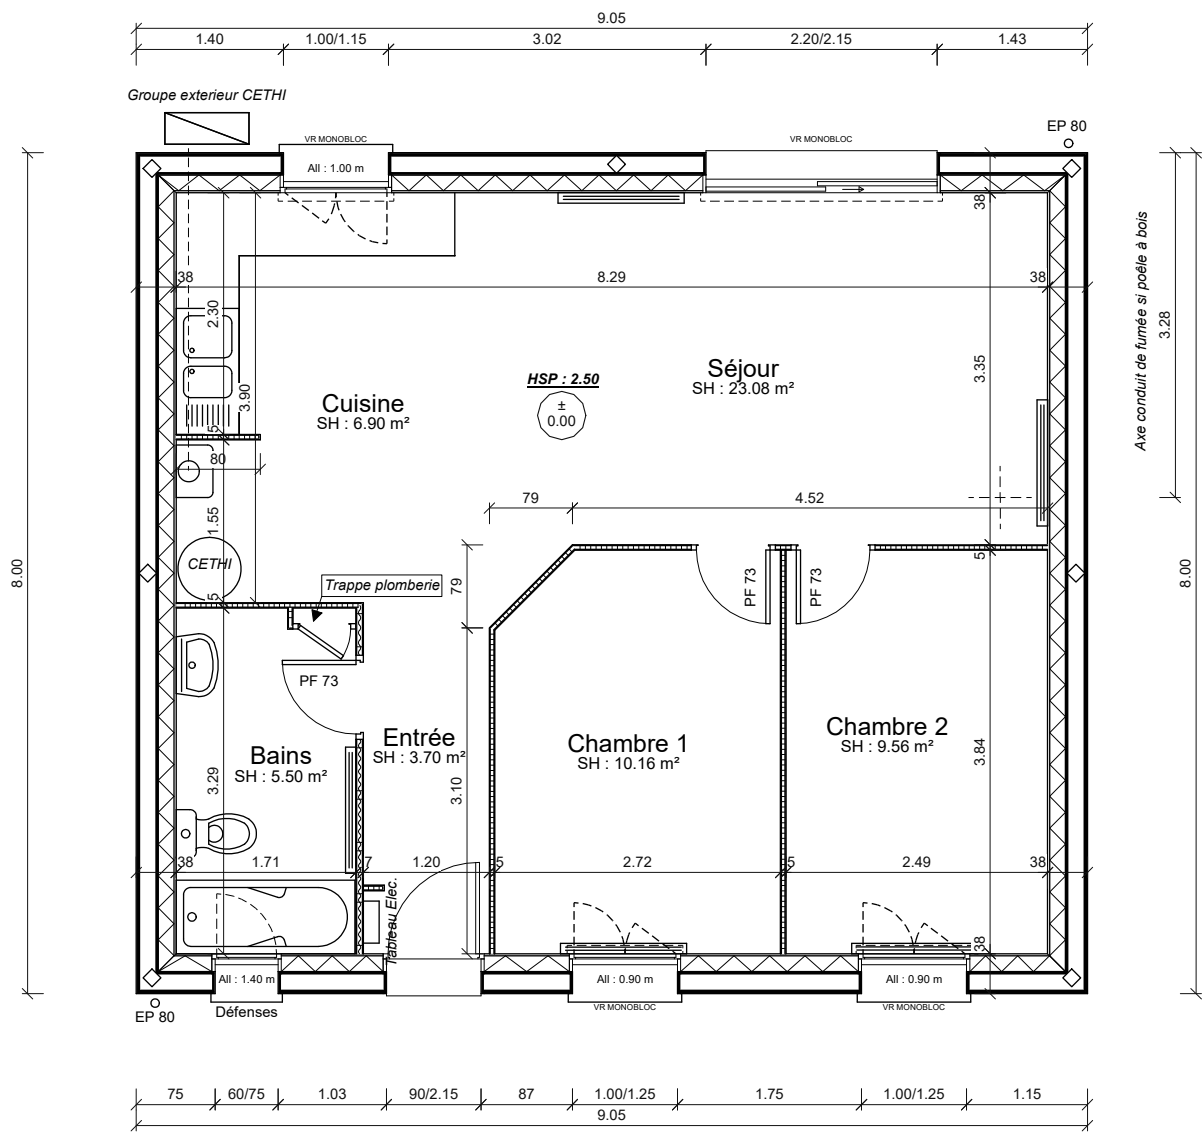 9.05
1.40
1.00/1.15
3.02
2.20/2.15
1.43
Groupe exterieur CETHI
VR MONOBLOC
VR MONOBLOC
EP 80
All : 1.00 m
38
38
8.29
38
2.30
3.90
Cuisine
SH : 6.90 m²
HSP : 2.50
±
0.00
Séjour
SH : 23.08 m²
3.35
Axe conduit de fumée si poêle à bois
3.28
5
80
79
4.52
1.55
CETHI
8.00
8.00
5
Trappe plomberie
79
PF 73
PF 73
5
PF 73
Bains
SH : 5.50 m²
Entrée
SH : 3.70 m²
Chambre 1
SH : 10.16 m²
Chambre 2
SH : 9.56 m²
3.29
3.10
3.84
38
1.71
7
1.20
5
2.72
5
2.49
38
Tableau Elec.
38
All : 1.40 m
All : 0.90 m
All : 0.90 m
EP 80
Défenses
VR MONOBLOC
VR MONOBLOC
75
60/75
1.03
90/2.15
87
1.00/1.25
1.75
1.00/1.25
1.15
9.05